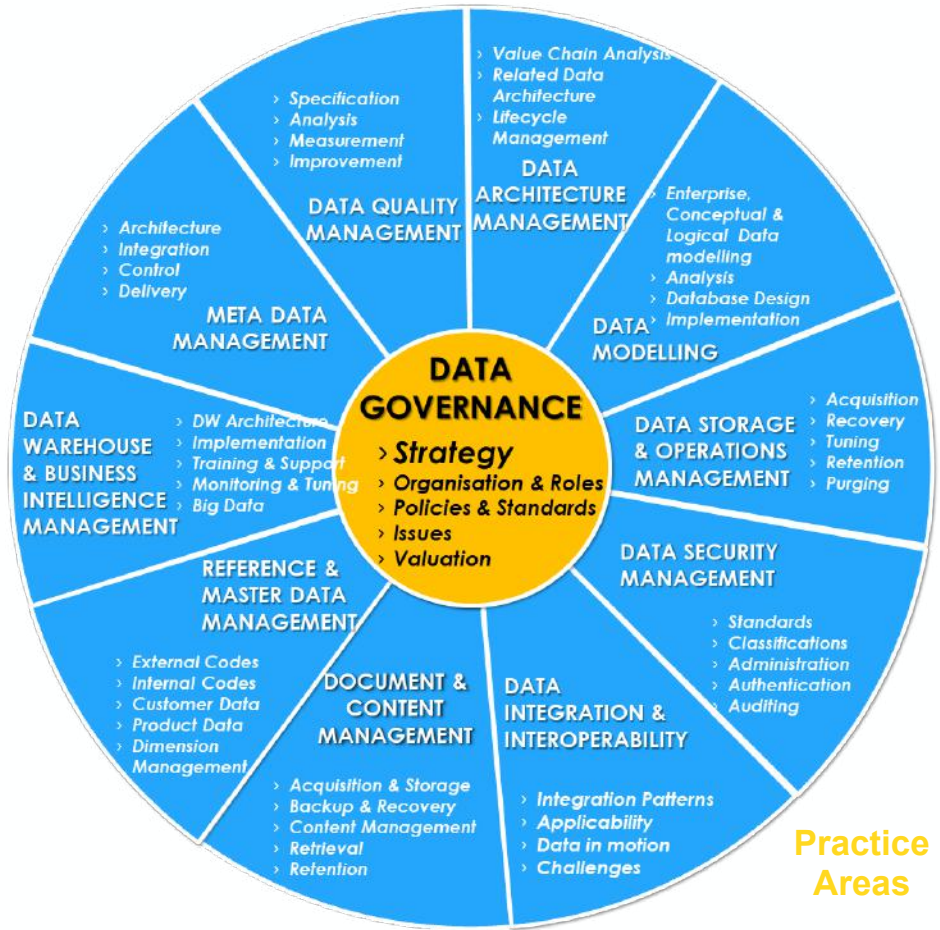 › Value Chain Analysis
› Related Data
Architecture
› Lifecycle
Management
DATA
ARCHITECTURE
MANAGEMENT
› Enterprise,
Conceptual &
Logical Data
modelling
› Analysis
› Database Design
› Implementation
DATA
MODELLING
› Acquisition
› Recovery
› Tuning
› Retention
› Purging
DATA STORAGE
& OPERATIONS
MANAGEMENT
DATA SECURITY
MANAGEMENT
› Standards
› Classifications
› Administration
› Authentication
› Auditing
DATA
INTEGRATION &
INTEROPERABILITY
› Integration Patterns
› Applicability
› Data in motion
› Challenges
DOCUMENT &
CONTENT
MANAGEMENT
› Acquisition & Storage
› Backup & Recovery
› Content Management
› Retrieval
› Retention
REFERENCE &
MASTER DATA
MANAGEMENT
› External Codes
› Internal Codes
› Customer Data
› Product Data
› Dimension
Management
DATA
WAREHOUSE
& BUSINESS
INTELLIGENCE
MANAGEMENT
› DW Architecture
› Implementation
› Training & Support
› Monitoring & Tuning
› Big Data
› Architecture
› Integration
› Control
› Delivery
META DATA
MANAGEMENT
› Specification
› Analysis
› Measurement
› Improvement
DATA QUALITY
MANAGEMENT
DATA
GOVERNANCE
› Strategy
› Organisation & Roles
› Policies & Standards
› Issues
› Valuation
Practice
Areas